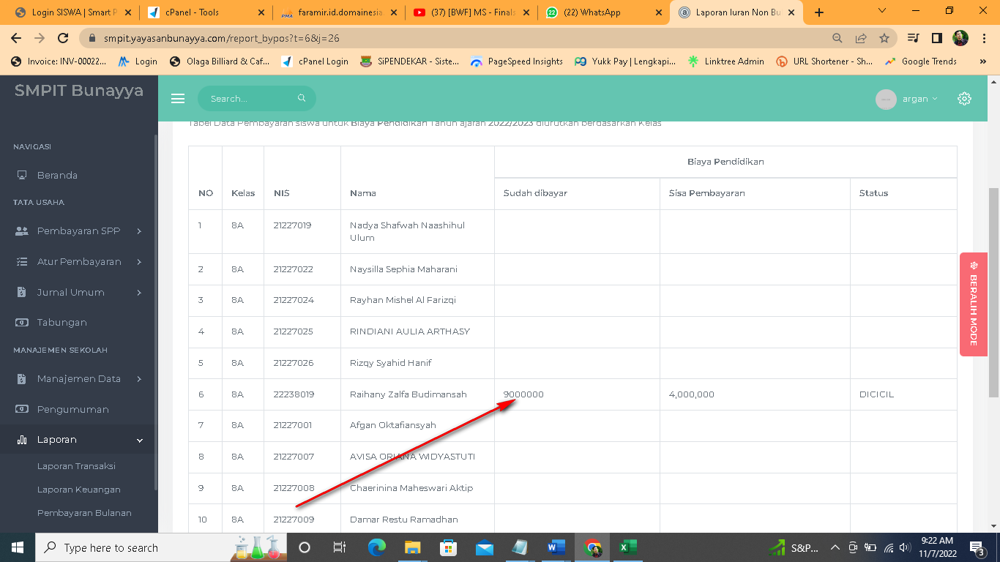 Login SISWA | Smart P
cPanel - Tools
faramir.id.domainesia.
(37) [BWF] MS - Finals
(22) WhatsApp
Laporan Iuran Non Bu
smpit.yayasanbunayya.com/report_bypos?t=6&j=26
Invoice: INV-00022...
Login
Olaga Billiard & Caf...
cPanel Login
SiPENDEKAR - Siste...
PageSpeed Insights
Yukk Pay | Lengkapi...
Linktree Admin
URL Shortener - Sh...
Google Trends
SMPIT Bunayya
Search...
argan
NAVIGASI
Beranda
TATA USAHA
Pembayaran SPP
Atur Pembayaran
Jurnal Umum
Tabungan
MANAJEMEN SEKOLAH
Manajemen Data
Pengumuman
Laporan
Laporan Transaksi
Laporan Keuangan
Pembayaran Bulanan
Tabel Data Pembayaran siswa untuk Biaya Pendidikan Tahun ajaran 2022/2023 diurutkan berdasarkan Kelas
Biaya Pendidikan
NO Kelas NIS Nama Sudah dibayar Sisa Pembayaran Status
1 8A 21227019 Nadya Shafwah Naashihul
Ulum
2 8A 21227022 Naysilla Sephia Maharani
3 8A 21227024 Rayhan Mishel Al Farizqi
4 8A 21227025 RINDIANI AULIA ARTHASY
5 8A 21227026 Rizqy Syahid Hanif
6 8A 22238019 Raihany Zalfa Budimansah 9000000 4,000,000 DICICIL
7 8A 21227001 Afgan Oktafiansyah
8 8A 21227007 AVISA ORIANA WIDYASTUTI
9 8A 21227008 Chaerinina Maheswari Aktip
10 8A 21227009 Damar Restu Ramadhan
BERALIH MODE
Type here to search
S&P...
9:22 AM
11/7/2022
3